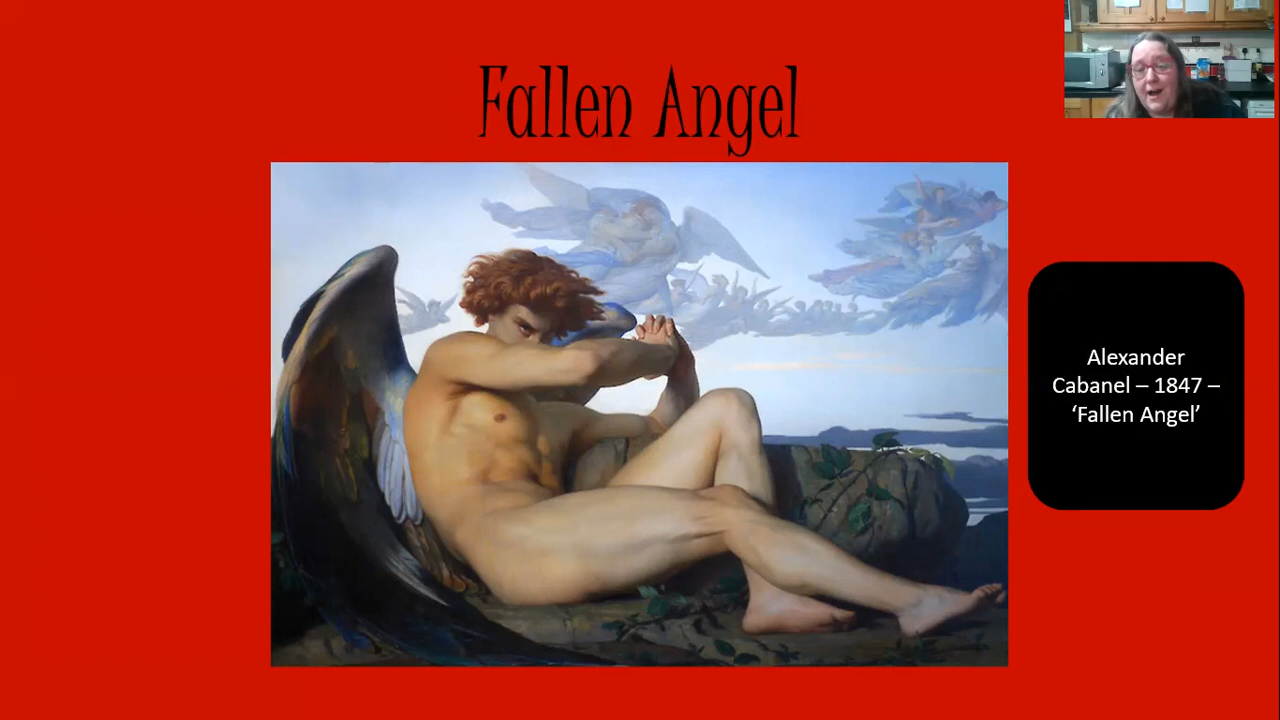 Fallen Angel
Alexander
Cabanel – 1847 –
‘Fallen Angel’